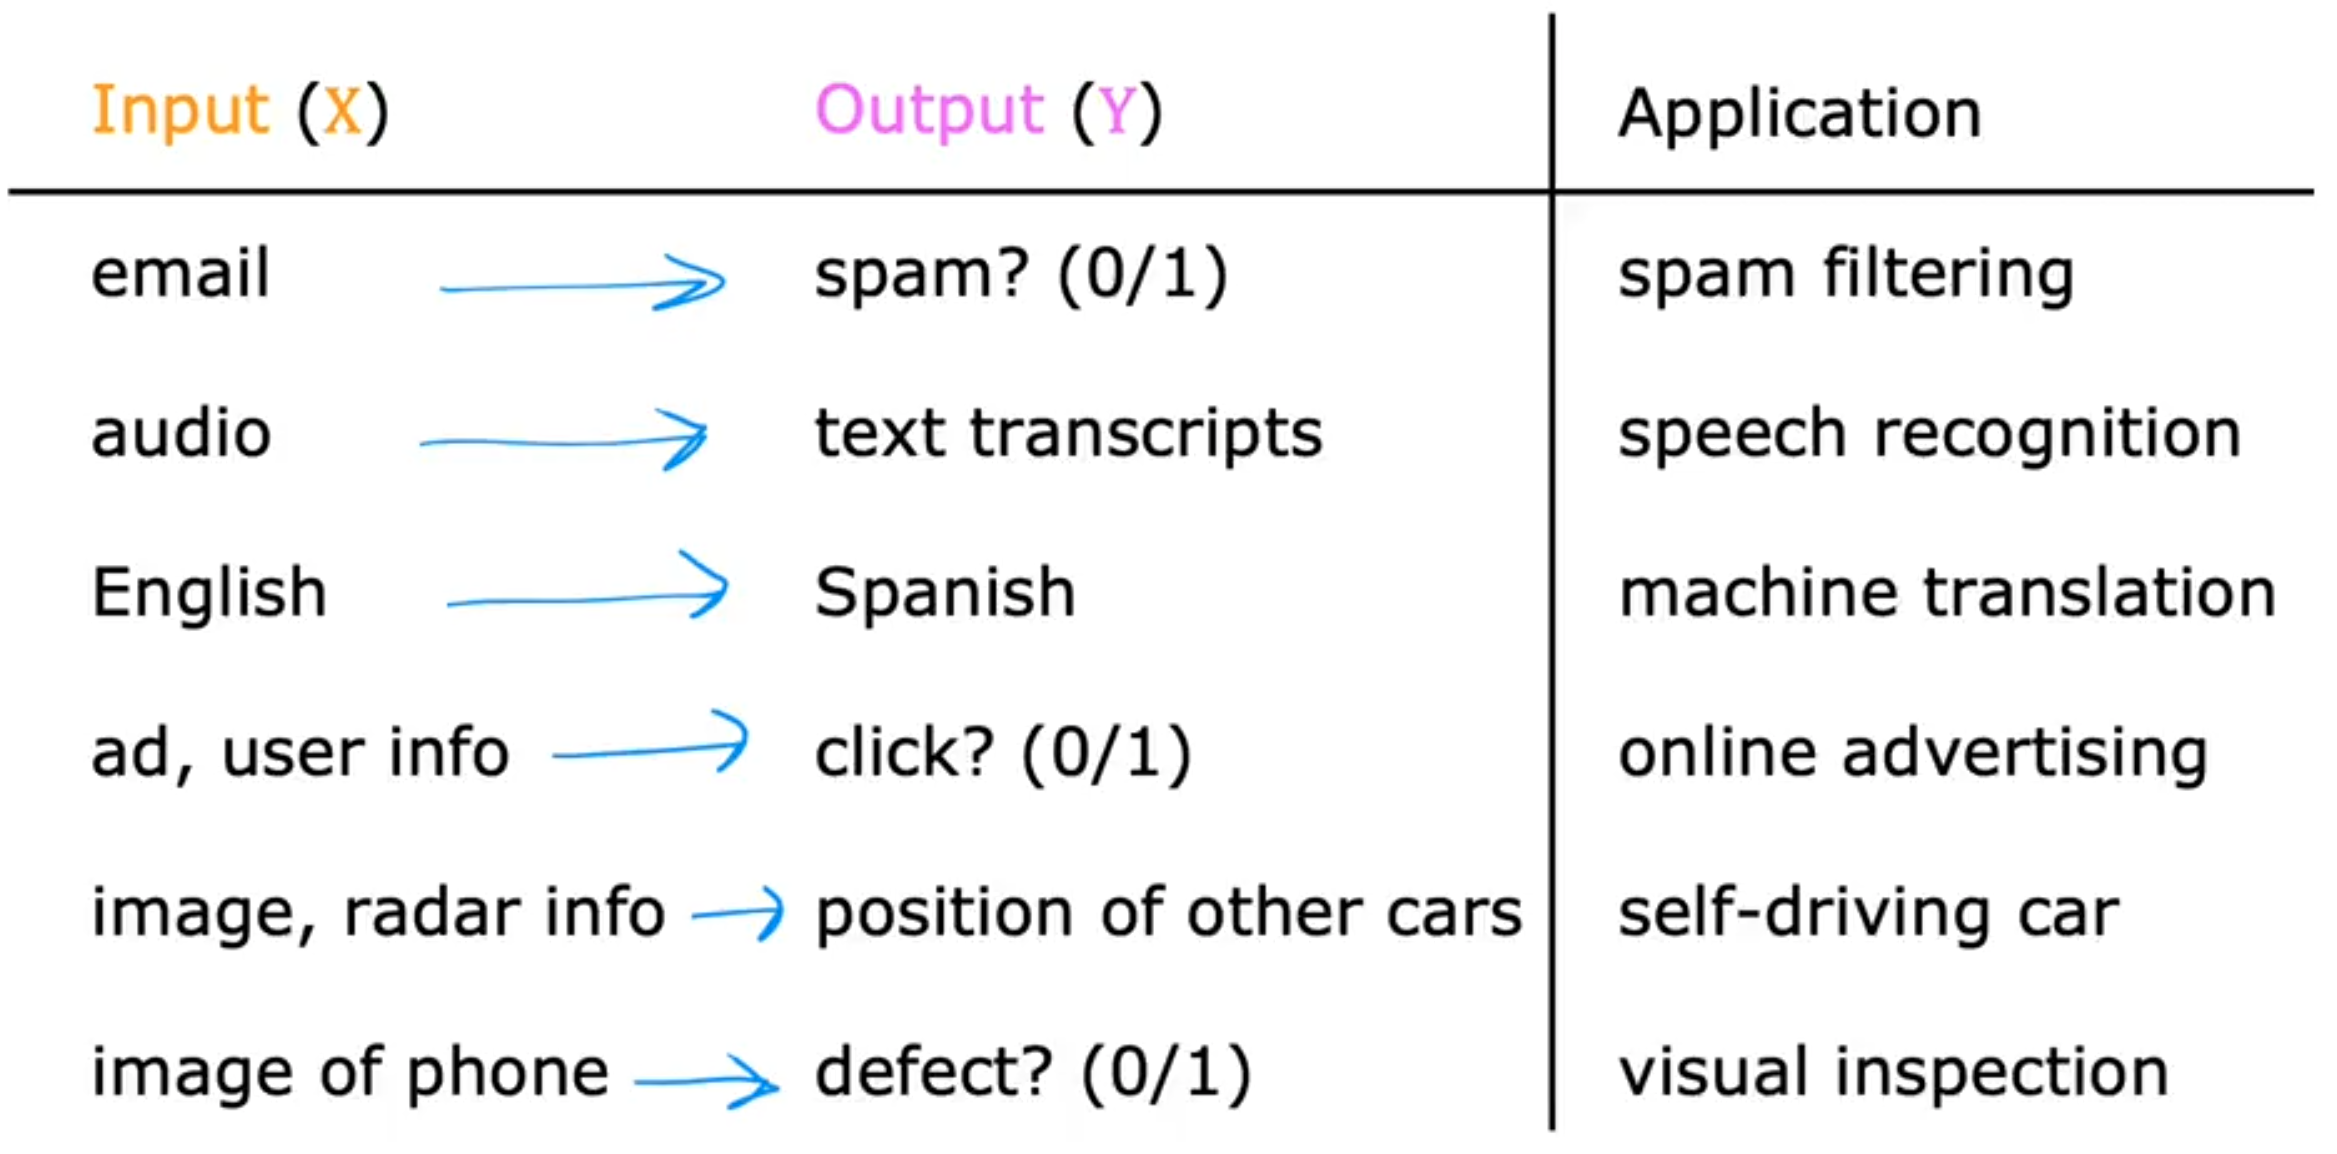 Input (X) Output (Y) Application
email spam? (0/1) spam filtering
audio text transcripts speech recognition
English Spanish machine translation
ad, user info click? (0/1) online advertising
image, radar info position of other cars self-driving car
image of phone defect? (0/1) visual inspection